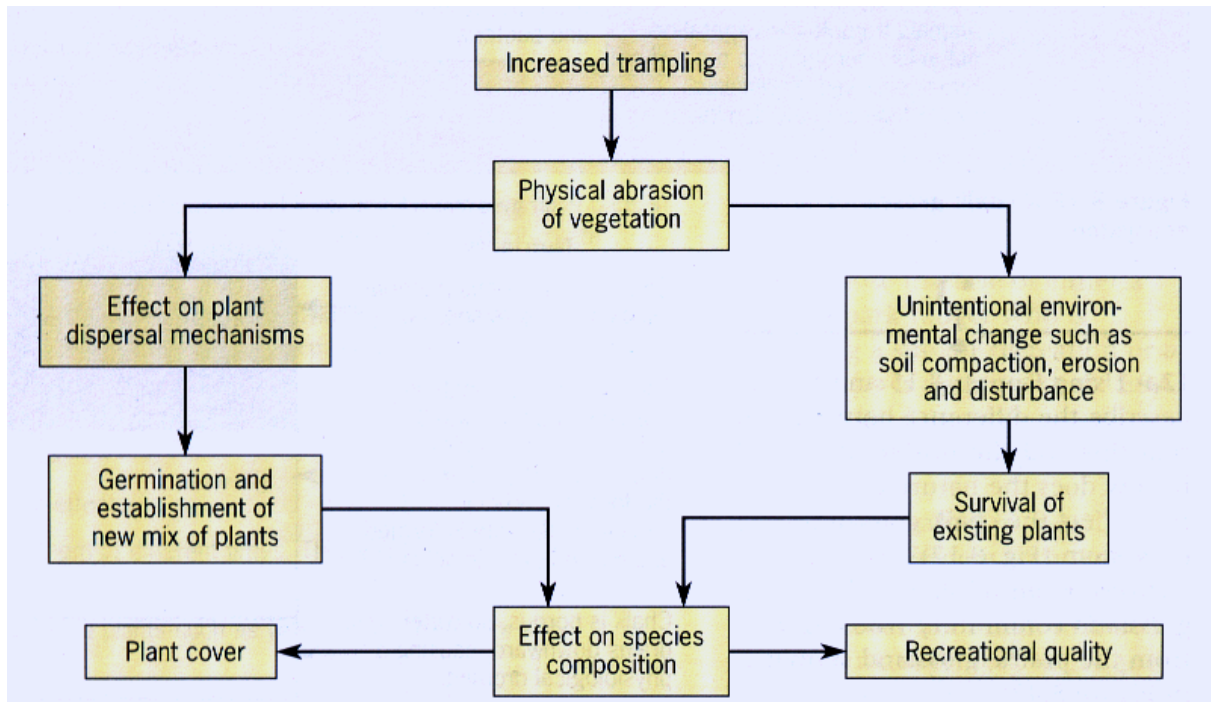 Increased trampling
Physical abrasion
of vegetation
Effect on plant
dispersal mechanisms
Unintentional environ-
mental change such as
soil compaction, erosion
and disturbance
Germination and
establishment of
new mix of plants
Survival of
existing plants
Effect on species
composition
Plant cover
Recreational quality